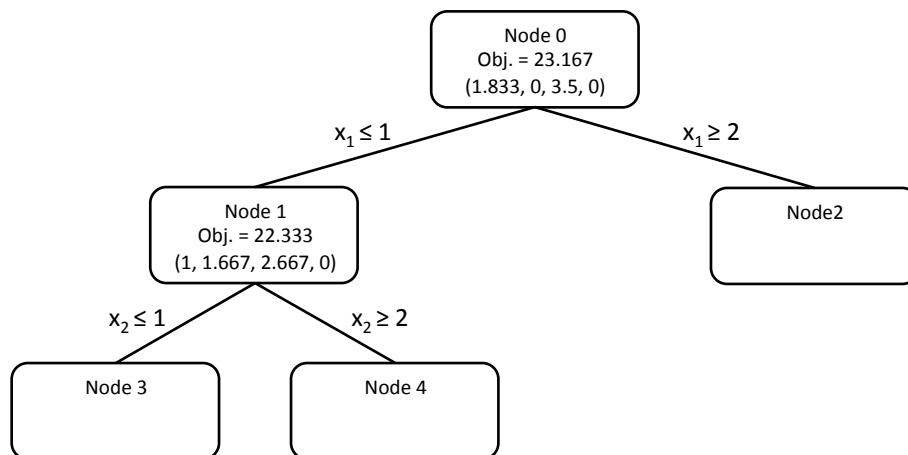 Node 0
Obj. = 23.167
(1.833, 0, 3.5, 0)
x₁ ≤ 1
x₁ ≥ 2
Node 1
Obj. = 22.333
(1, 1.667, 2.667, 0)
Node2
x₂ ≤ 1
x₂ ≥ 2
Node 3
Node 4